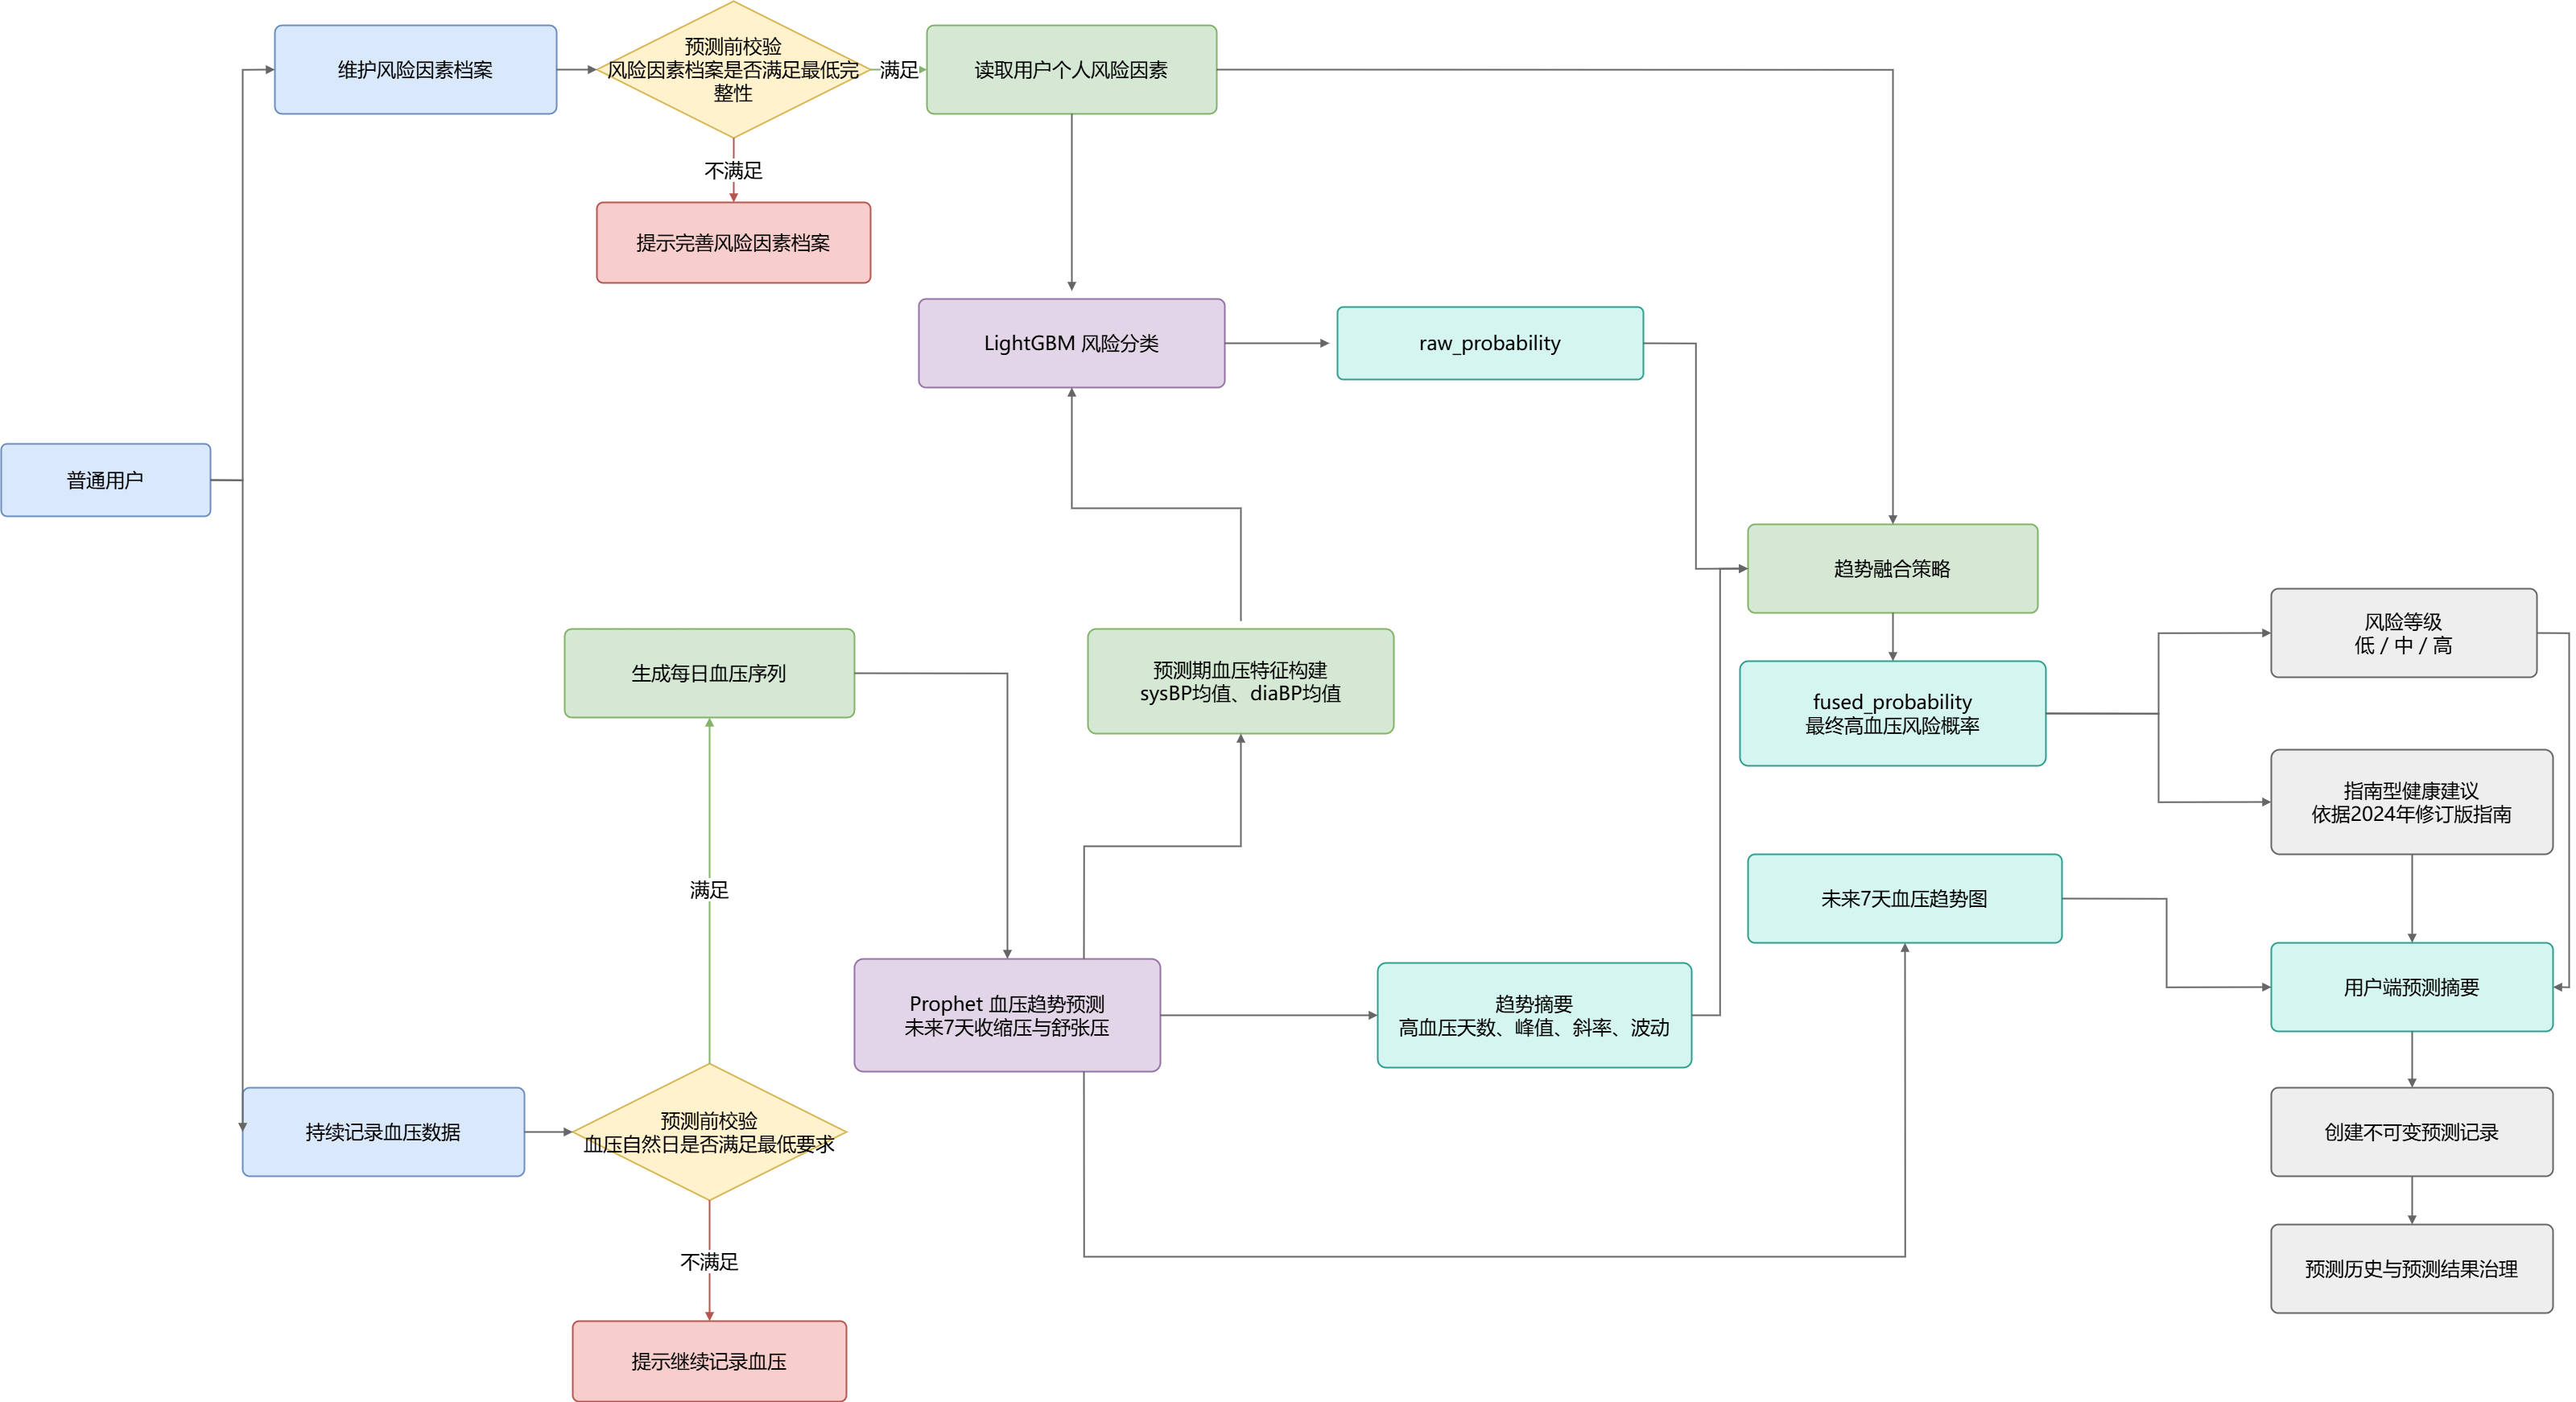 维护风险因素档案
预测前校验
风险因素档案是否满足最低完
整性
满足
读取用户个人风险因素
不满足
提示完善风险因素档案
LightGBM 风险分类
raw_probability
普通用户
趋势融合策略
生成每日血压序列
预测期血压特征构建
sysBP均值、diaBP均值
fused_probability
最终高血压风险概率
风险等级
低 / 中 / 高
指南型健康建议
依据2024年修订版指南
满足
未来7天血压趋势图
Prophet 血压趋势预测
未来7天收缩压与舒张压
趋势摘要
高血压天数、峰值、斜率、波动
用户端预测摘要
持续记录血压数据
预测前校验
血压自然日是否满足最低要求
创建不可变预测记录
不满足
预测历史与预测结果治理
提示继续记录血压